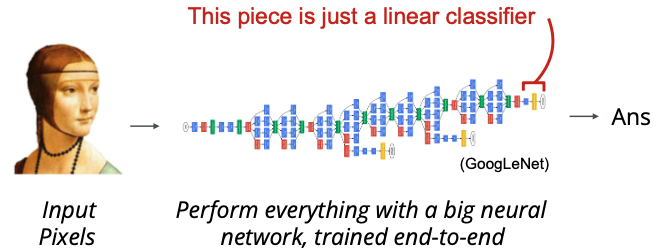 This piece is just a linear classifier
Ans
(GoogLeNet)
Input
Pixels
Perform everything with a big neural
network, trained end-to-end